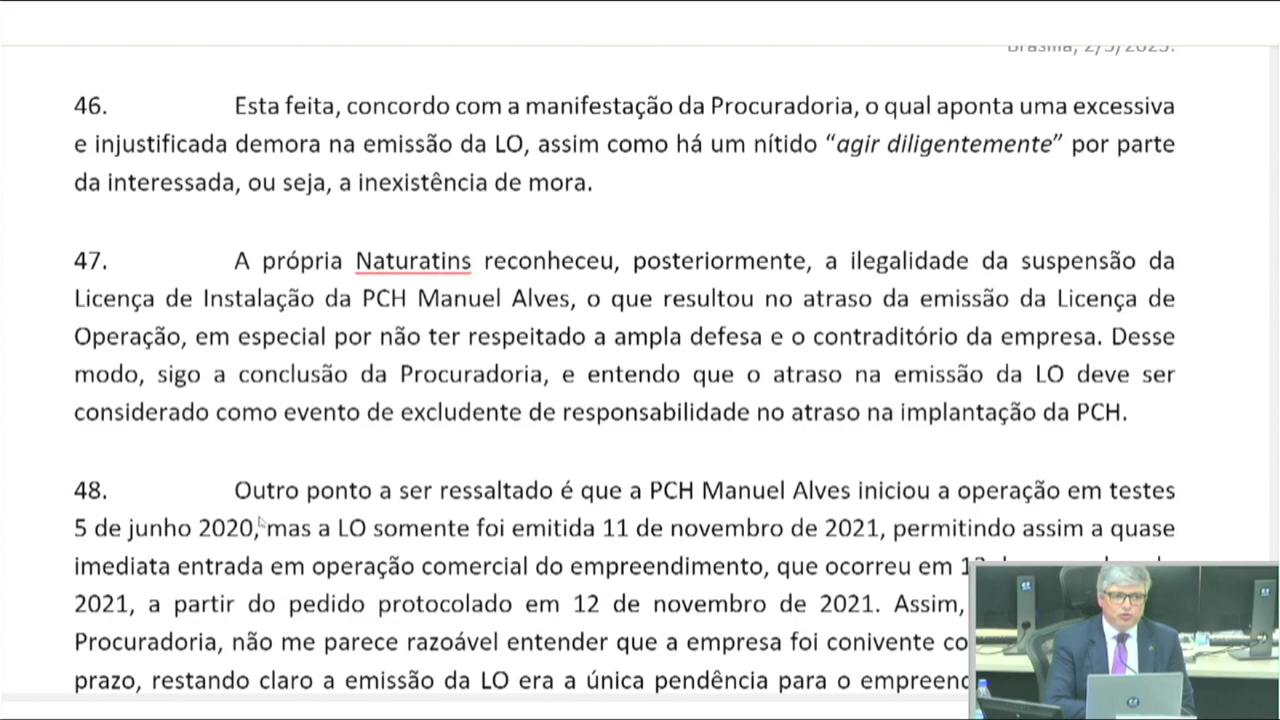 Brasília, 2/5/2023.
46. Esta feita, concordo com a manifestação da Procuradoria, o qual aponta uma excessiva
e injustificada demora na emissão da LO, assim como há um nítido “agir diligentemente” por parte
da interessada, ou seja, a inexistência de mora.
47. A própria Naturatins reconheceu, posteriormente, a ilegalidade da suspensão da
Licença de Instalação da PCH Manuel Alves, o que resultou no atraso da emissão da Licença de
Operação, em especial por não ter respeitado a ampla defesa e o contraditório da empresa. Desse
modo, sigo a conclusão da Procuradoria, e entendo que o atraso na emissão da LO deve ser
considerado como evento de excludente de responsabilidade no atraso na implantação da PCH.
48. Outro ponto a ser ressaltado é que a PCH Manuel Alves iniciou a operação em testes
5 de junho 2020, mas a LO somente foi emitida 11 de novembro de 2021, permitindo assim a quase
imediata entrada em operação comercial do empreendimento, que ocorreu em
2021, a partir do pedido protocolado em 12 de novembro de 2021. Assim,
Procuradoria, não me parece razoável entender que a empresa foi conivente
prazo, restando claro a emissão da LO era a única pendência para o